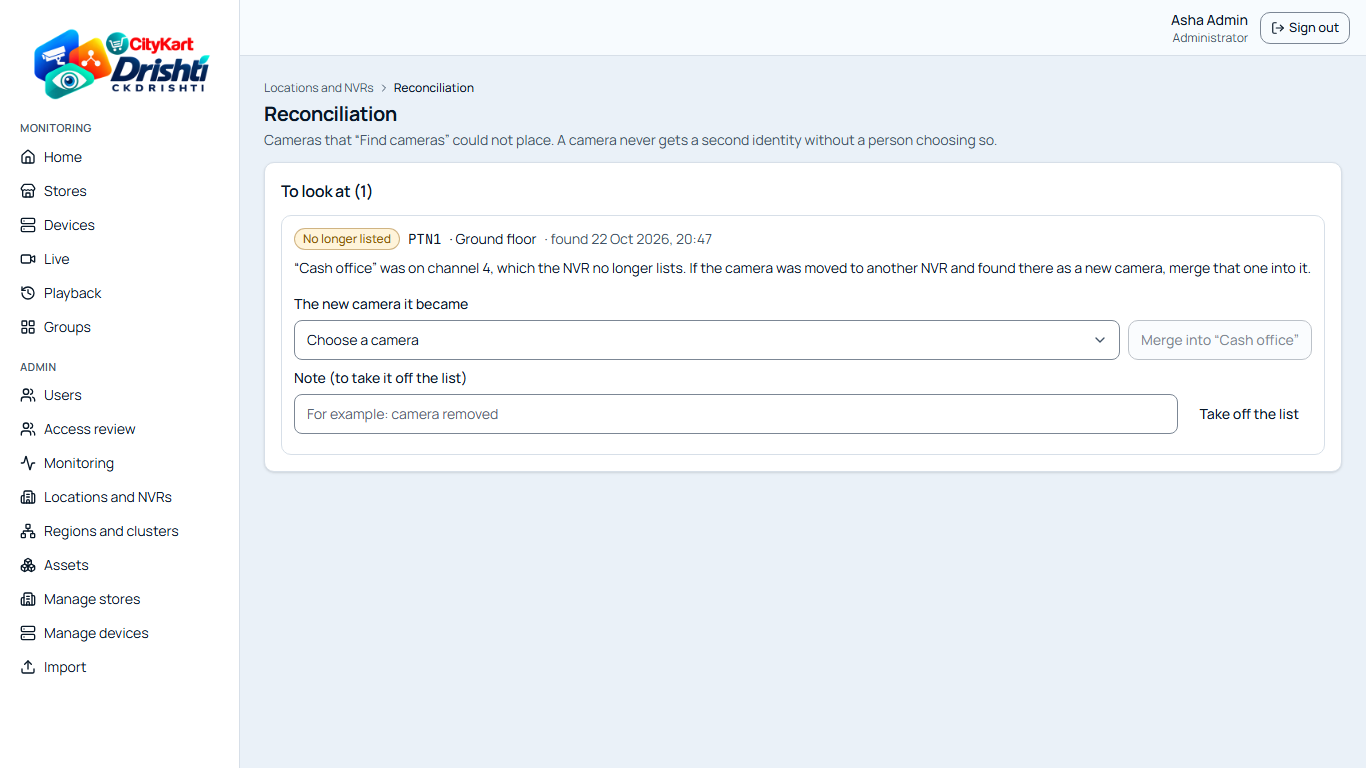 CityKart
Drishti
CKDRISHTI
MONITORING
Home
Stores
Devices
Live
Playback
Groups
ADMIN
Users
Access review
Monitoring
Locations and NVRs
Regions and clusters
Assets
Manage stores
Manage devices
Import
Asha Admin
Administrator
Sign out
Locations and NVRs > Reconciliation
Reconciliation
Cameras that “Find cameras” could not place. A camera never gets a second identity without a person choosing so.
To look at (1)
No longer listed PTN1 · Ground floor · found 22 Oct 2026, 20:47
“Cash office” was on channel 4, which the NVR no longer lists. If the camera was moved to another NVR and found there as a new camera, merge that one into it.
The new camera it became
Choose a camera Merge into “Cash office”
Note (to take it off the list)
For example: camera removed Take off the list